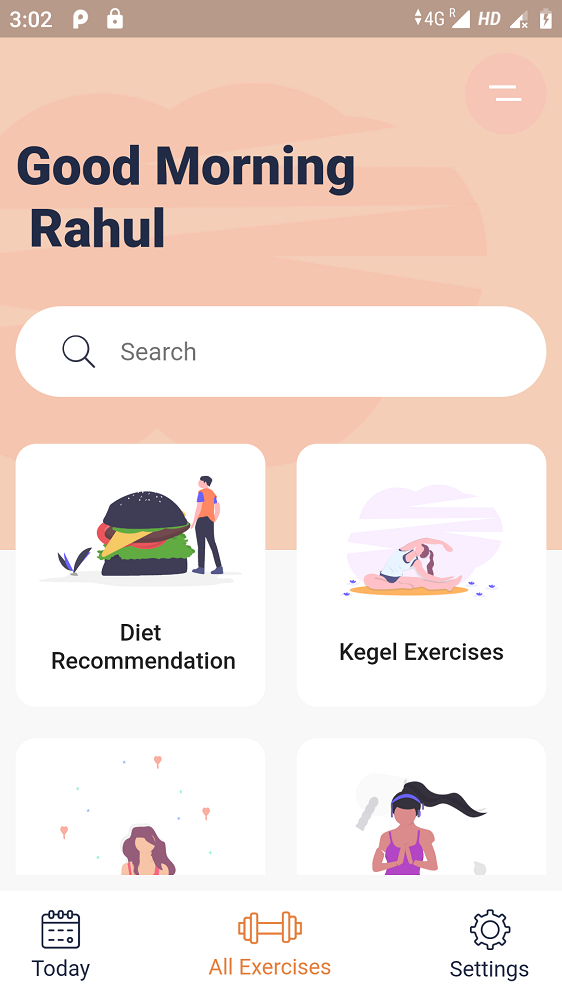 3:02 4G R HD
Good Morning
Rahul
Search
Diet
Recommendation
Kegel Exercises
Today
All Exercises
Settings